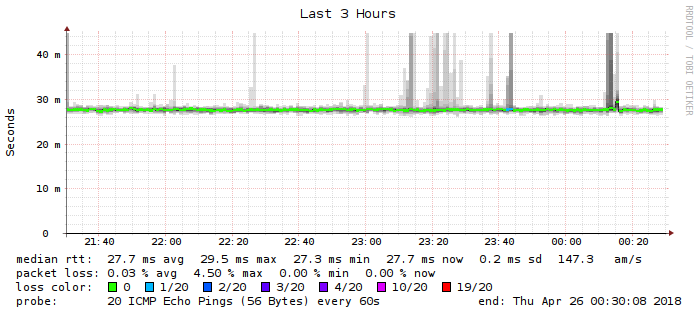 Last 3 Hours
RRDTOOL / TOBI OETIKER
Seconds
40 m
30 m
20 m
10 m
0
21:40 22:00 22:20 22:40 23:00 23:20 23:40 00:00 00:20
median rtt: 27.7 ms avg 29.5 ms max 27.3 ms min 27.7 ms now 0.2 ms sd 147.3 am/s
packet loss: 0.03 % avg 4.50 % max 0.00 % min 0.00 % now
loss color: 0 1/20 2/20 3/20 4/20 10/20 19/20
probe: 20 ICMP Echo Pings (56 Bytes) every 60s end: Thu Apr 26 00:30:08 2018